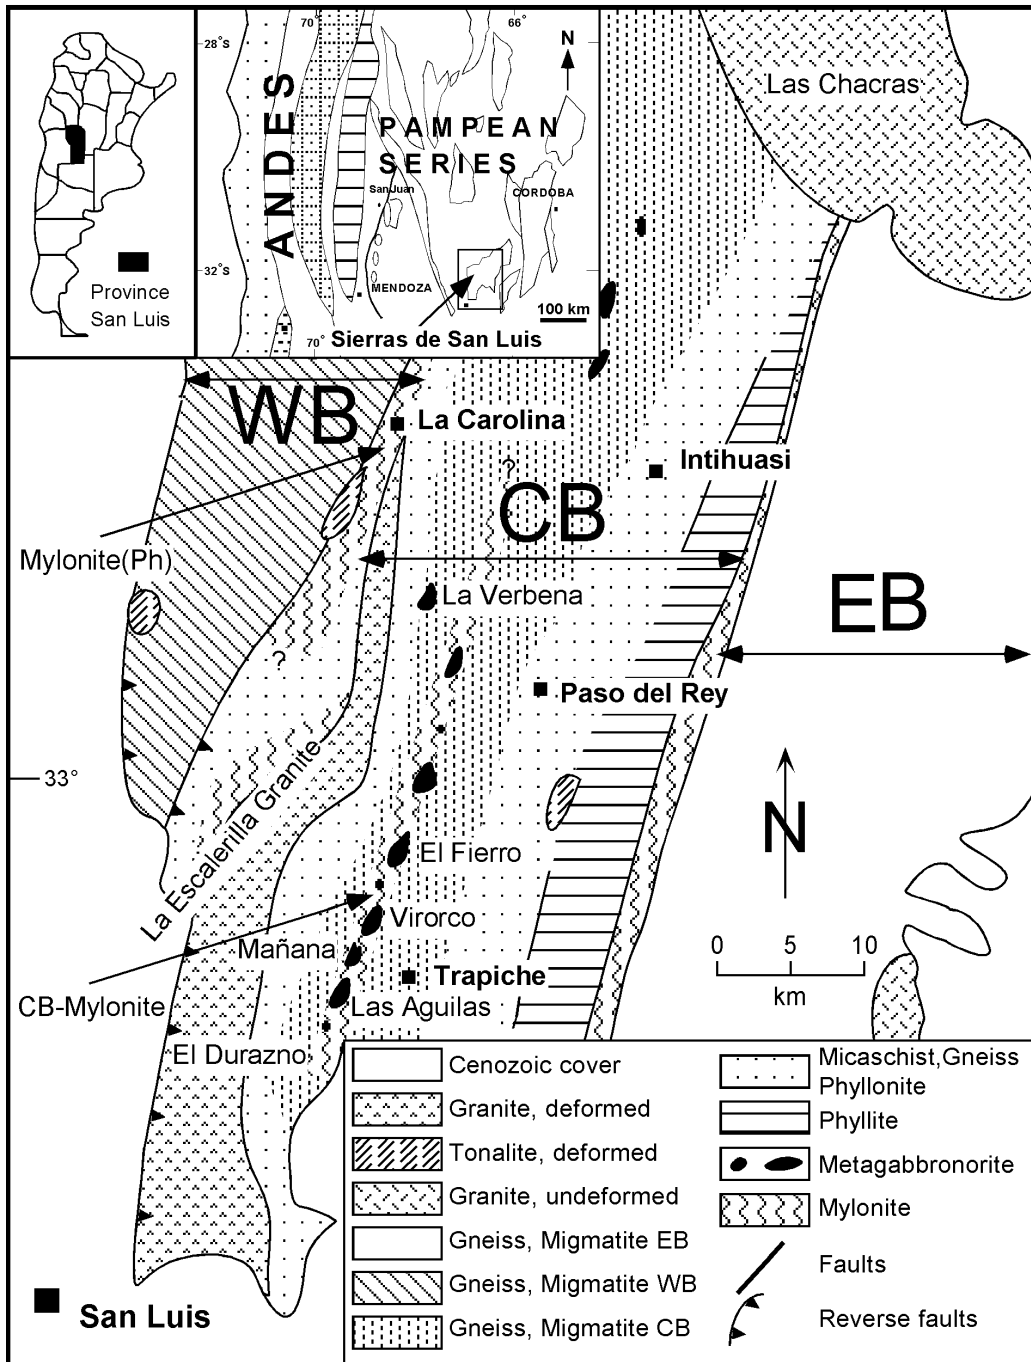 70°
66°
28°S
N
ANDES
PAMPEAN
SERIES
San Juan
CORDOBA
32°S
MENDOZA
100 km
70°
Sierras de San Luis
Province
San Luis
Las Chacras
WB
La Carolina
Intihuasi
?
CB
Mylonite(Ph)
La Verbena
EB
?
Paso del Rey
33°
La Escalerilla Granite
N
El Fierro
Virorco
Mañana
0 5 10
km
Trapiche
CB-Mylonite
Las Aguilas
El Durazno
Cenozoic cover
Granite, deformed
Tonalite, deformed
Granite, undeformed
Gneiss, Migmatite EB
Gneiss, Migmatite WB
Gneiss, Migmatite CB
Micaschist,Gneiss
Phyllonite
Phyllite
Metagabbronorite
Mylonite
Faults
Reverse faults
San Luis